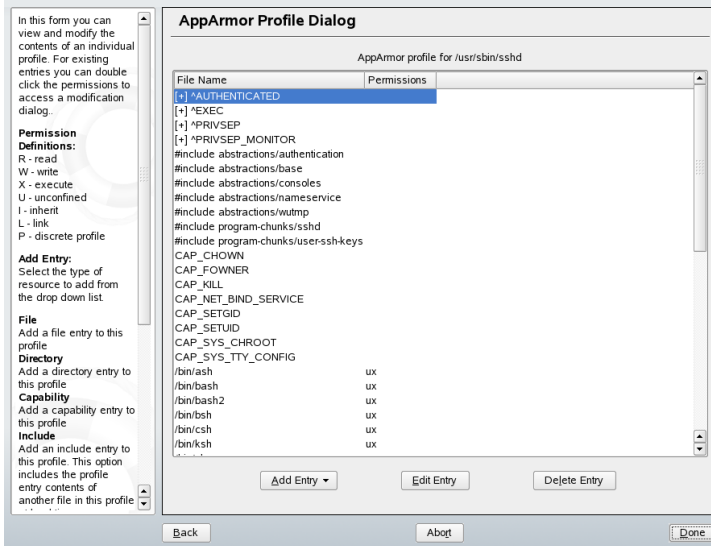 In this form you can
view and modify the
contents of an individual
profile. For existing
entries you can double
click the permissions to
access a modification
dialog..
Permission
Definitions:
R - read
W - write
X - execute
U - unconfined
I - inherit
L - link
P - discrete profile
Add Entry:
Select the type of
resource to add from
the drop down list.
File
Add a file entry to this
profile
Directory
Add a directory entry to
this profile
Capability
Add a capability entry to
this profile
Include
Add an include entry to
this profile. This option
includes the profile
entry contents of
another file in this profile
AppArmor Profile Dialog
AppArmor profile for /usr/sbin/sshd
File Name Permissions
[+] ^AUTHENTICATED
[+] ^EXEC
[+] ^PRIVSEP
[+] ^PRIVSEP_MONITOR
#include abstractions/authentication
#include abstractions/base
#include abstractions/consoles
#include abstractions/nameservice
#include abstractions/wutmp
#include program-chunks/sshd
#include program-chunks/user-ssh-keys
CAP_CHOWN
CAP_FOWNER
CAP_KILL
CAP_NET_BIND_SERVICE
CAP_SETGID
CAP_SETUID
CAP_SYS_CHROOT
CAP_SYS_TTY_CONFIG
/bin/ash ux
/bin/bash ux
/bin/bash2 ux
/bin/bsh ux
/bin/csh ux
/bin/ksh ux
Add Entry Edit Entry Delete Entry
Back Abort Done